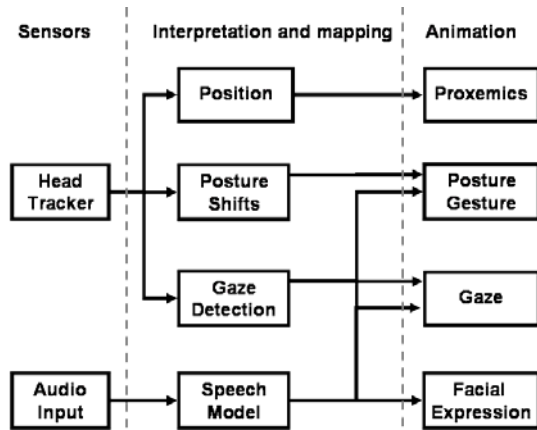 Sensors
Interpretation and mapping
Animation
Position
Proxemics
Head
Tracker
Posture
Shifts
Posture
Gesture
Gaze
Detection
Gaze
Audio
Input
Speech
Model
Facial
Expression